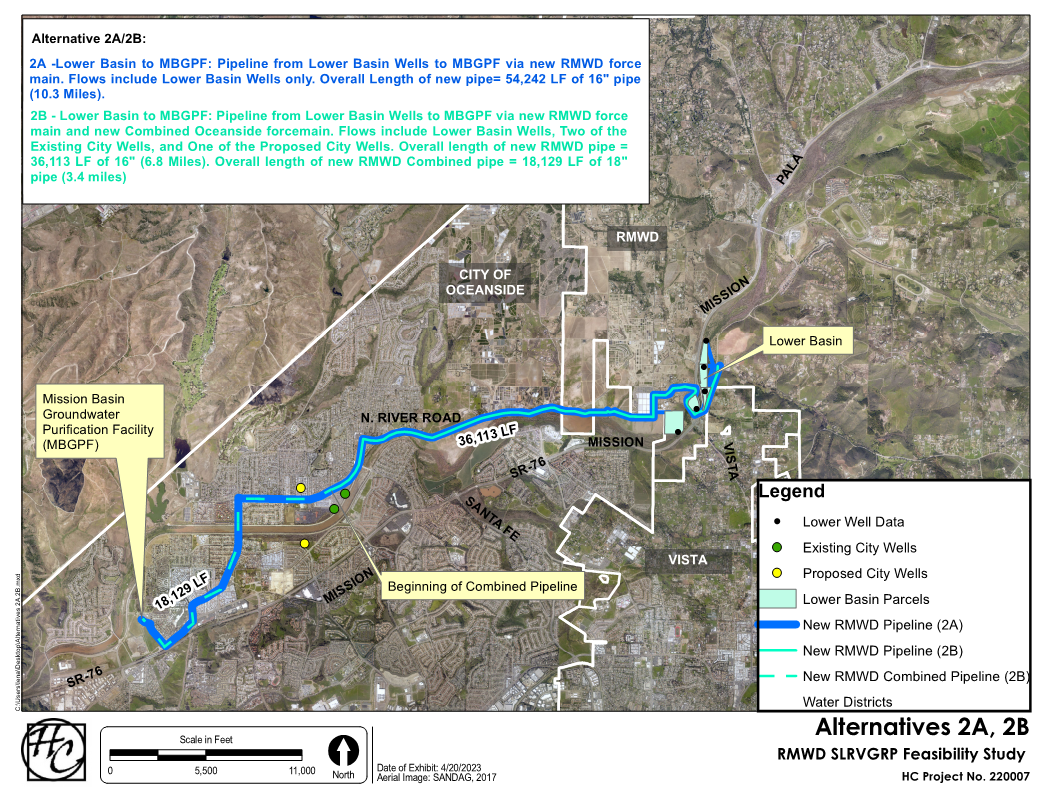 Alternative 2A/2B:
2A -Lower Basin to MBGPF: Pipeline from Lower Basin Wells to MBGPF via new RMWD force
main. Flows include Lower Basin Wells only. Overall Length of new pipe= 54,242 LF of 16" pipe
(10.3 Miles).
2B - Lower Basin to MBGPF: Pipeline from Lower Basin Wells to MBGPF via new RMWD force
main and new Combined Oceanside forcemain. Flows include Lower Basin Wells, Two of the
Existing City Wells, and One of the Proposed City Wells. Overall length of new RMWD pipe =
36,113 LF of 16" (6.8 Miles). Overall length of new RMWD Combined pipe = 18,129 LF of 18"
pipe (3.4 miles)
PALA
RMWD
CITY OF
OCEANSIDE
MISSION
Lower Basin
Mission Basin
Groundwater
Purification Facility
(MBGPF)
N. RIVER ROAD
36,113 LF
MISSION
VISTA
SR-76
SANTA FE
VISTA
MISSION
Beginning of Combined Pipeline
18,129 LF
SR-76
Legend
Lower Well Data
Existing City Wells
Proposed City Wells
Lower Basin Parcels
New RMWD Pipeline (2A)
New RMWD Pipeline (2B)
New RMWD Combined Pipeline (2B)
Water Districts
C:\Users\lena\Desktop\Alternatives 2A 2B.mxd
HC
Scale in Feet
0 5,500 11,000
North
Date of Exhibit: 4/20/2023
Aerial Image: SANDAG, 2017
Alternatives 2A, 2B
RMWD SLRVGRP Feasibility Study
HC Project No. 220007